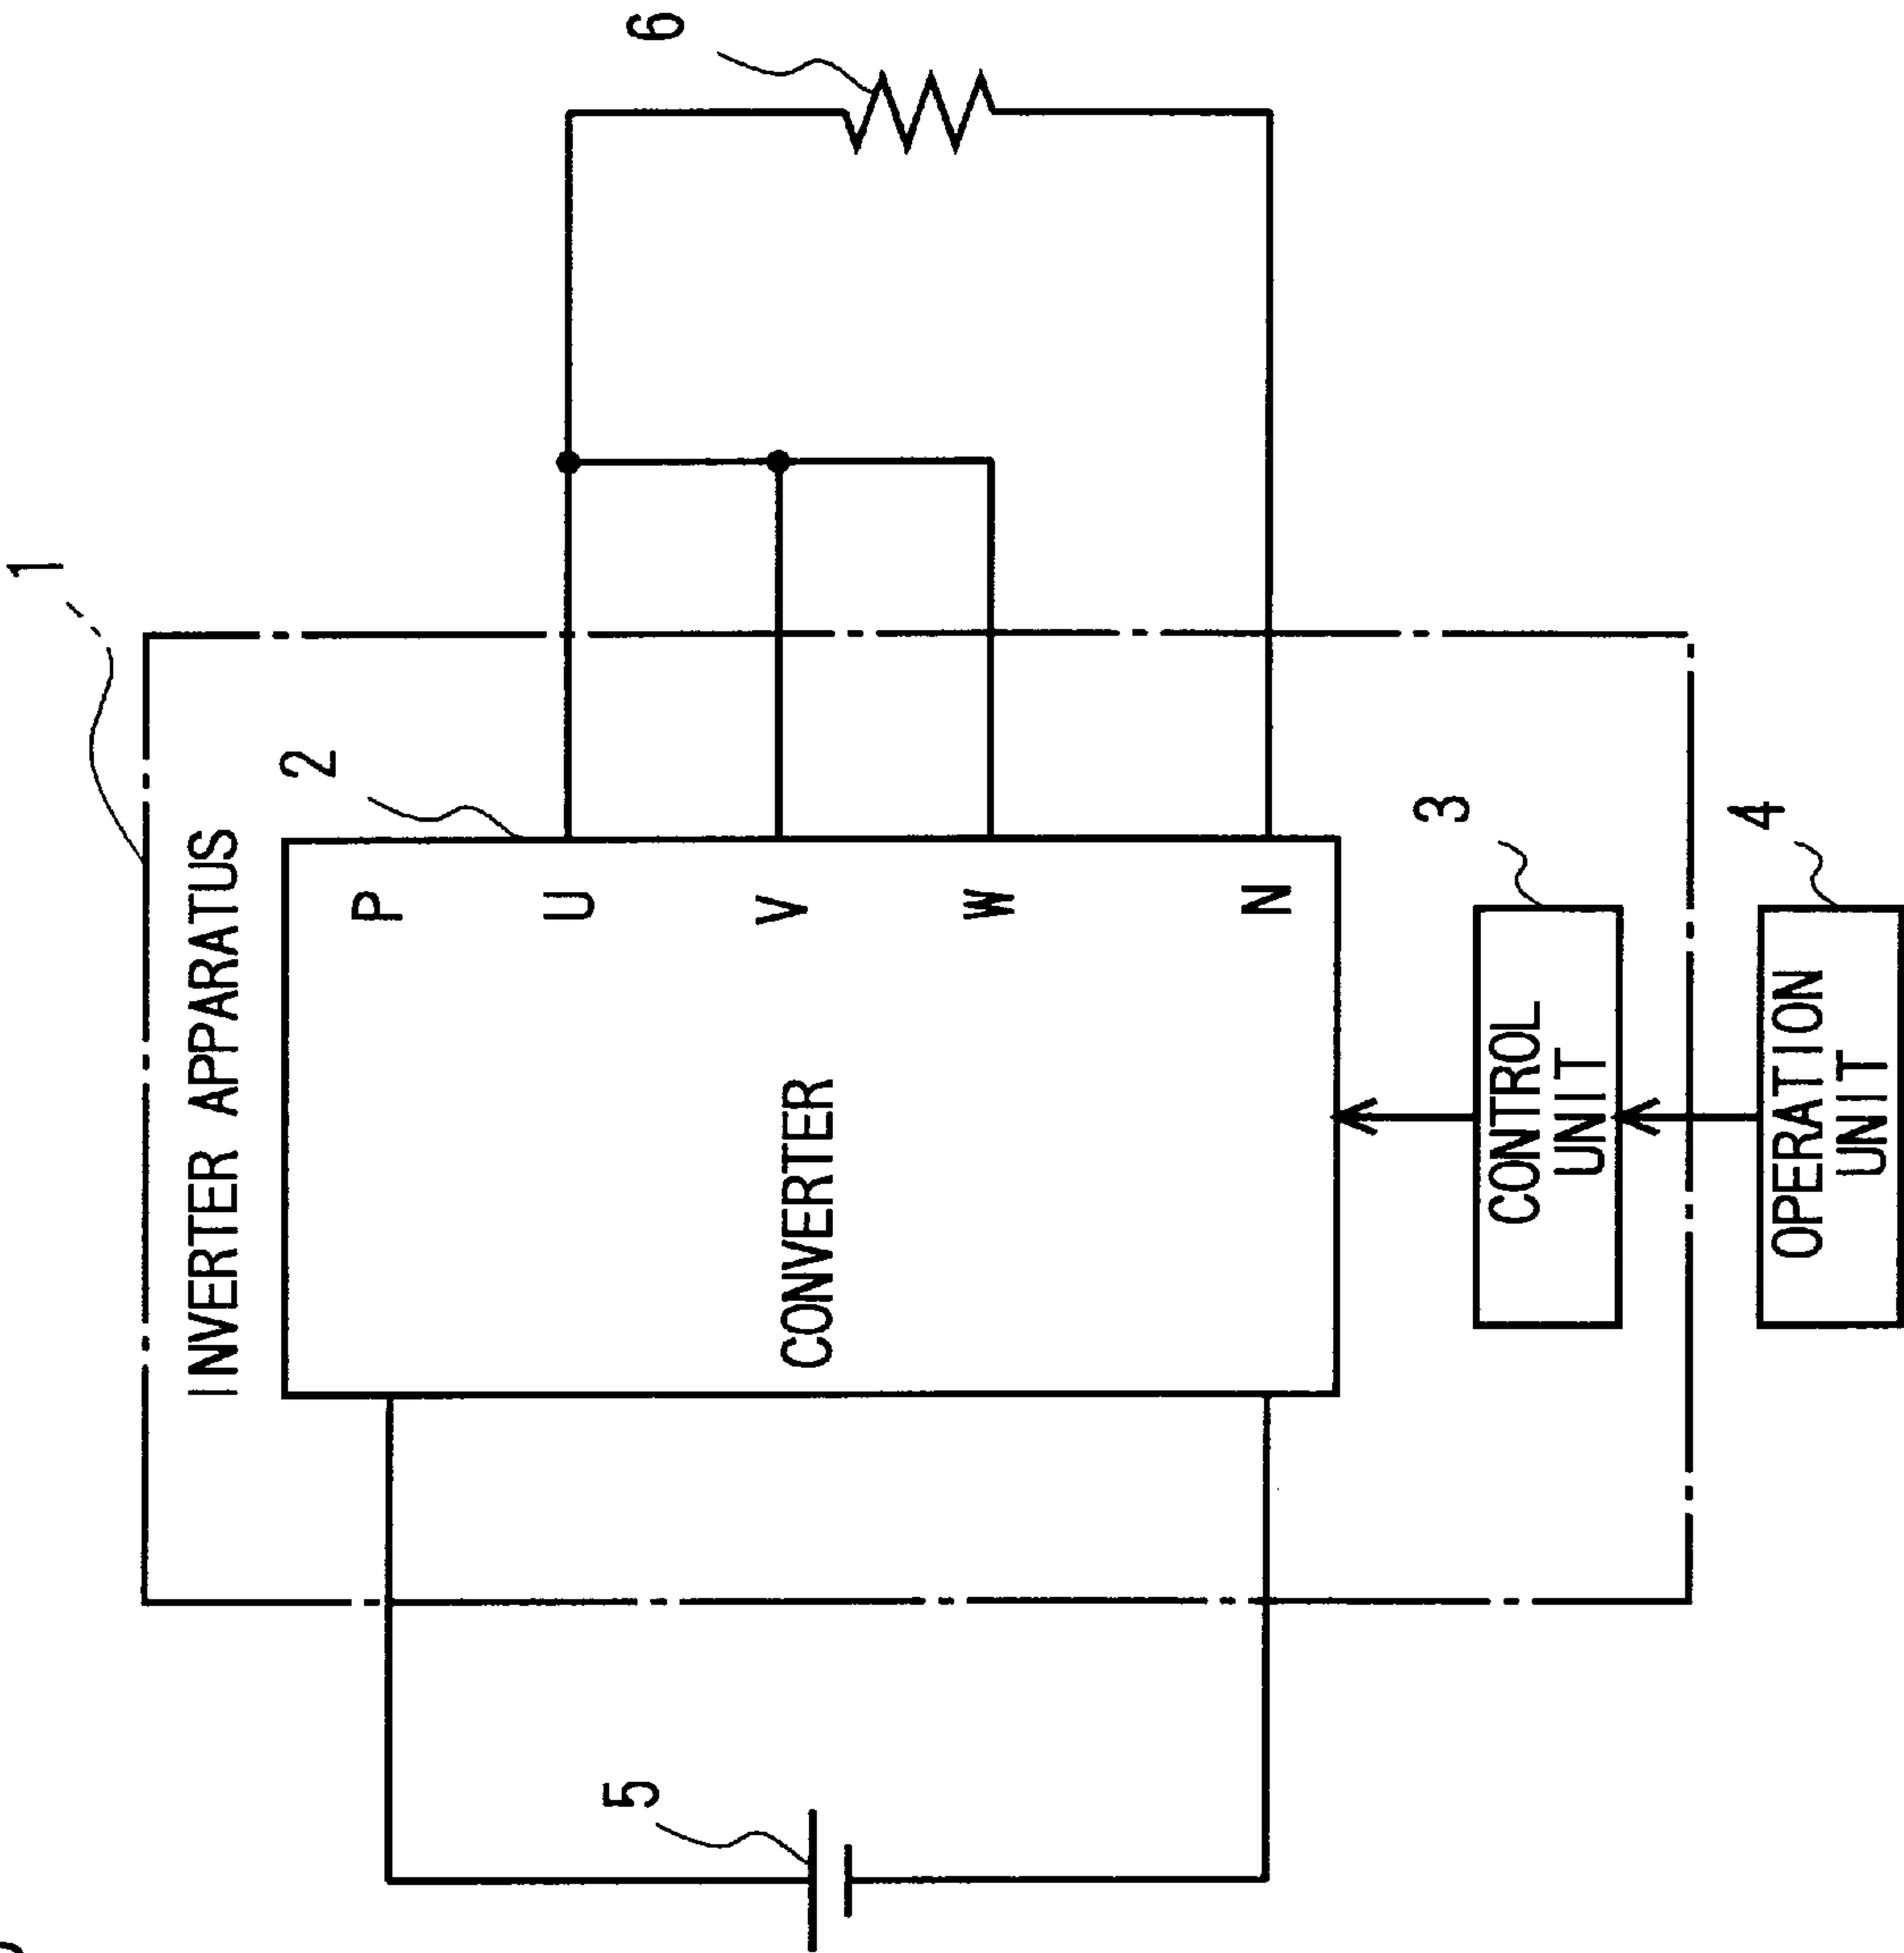 1
INVERTER APPARATUS
2
P
U
5
6
V
CONVERTER
W
N
3
CONTROL
UNIT
4
OPERATION
UNIT